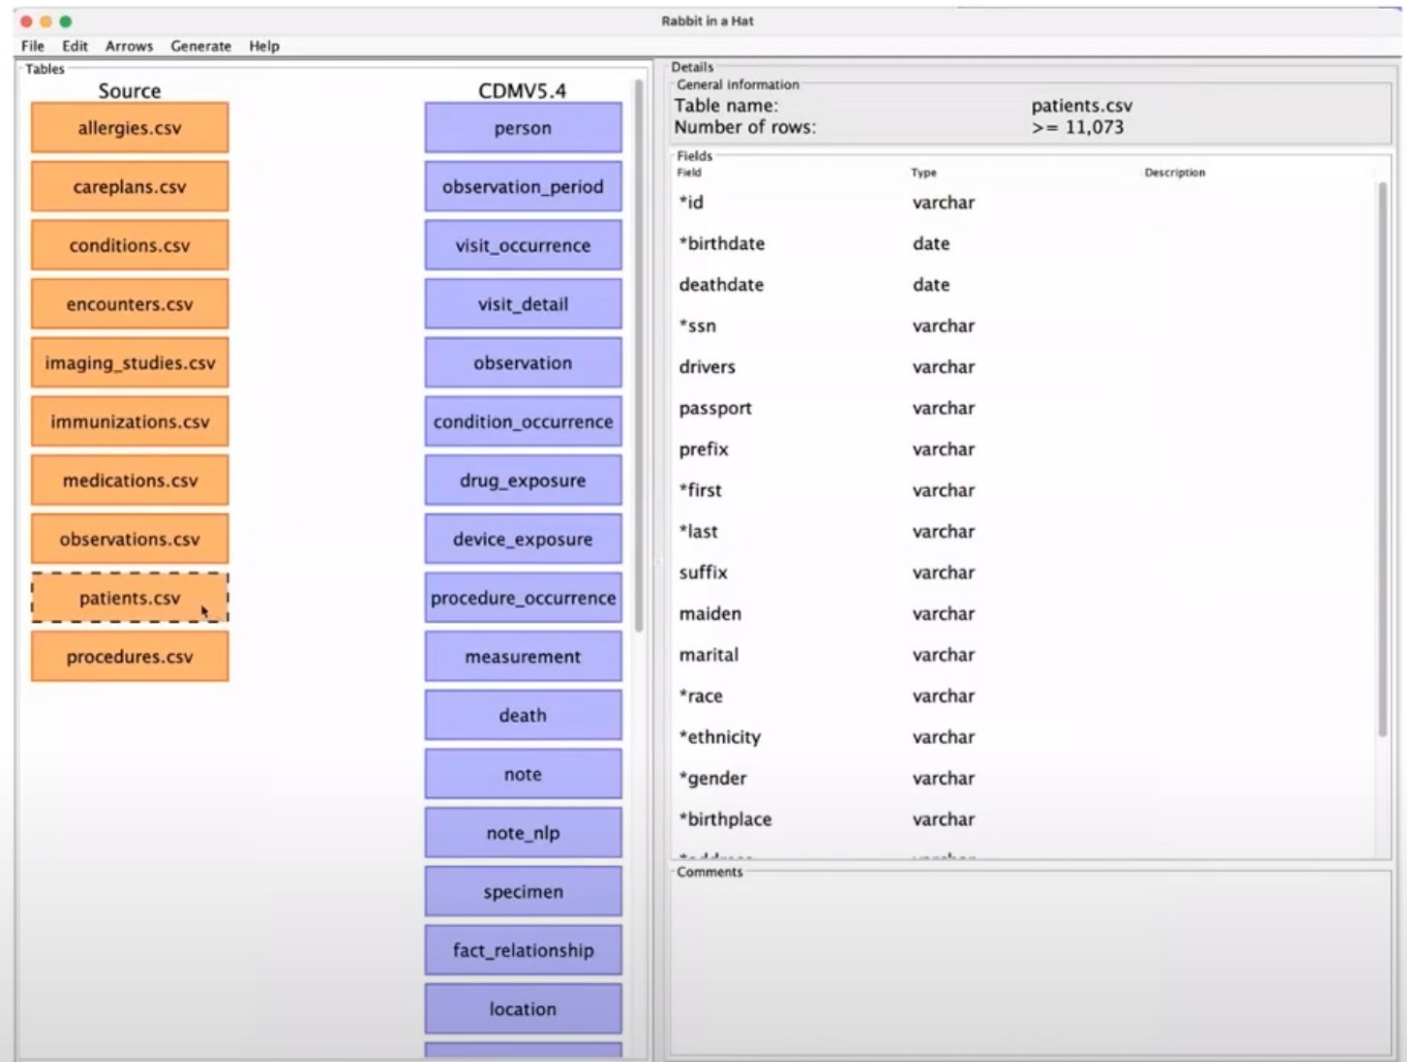 Rabbit in a Hat
File Edit Arrows Generate Help
Tables
Source
allergies.csv
careplans.csv
conditions.csv
encounters.csv
imaging_studies.csv
immunizations.csv
medications.csv
observations.csv
patients.csv
procedures.csv
CDMV5.4
person
observation_period
visit_occurrence
visit_detail
observation
condition_occurrence
drug_exposure
device_exposure
procedure_occurrence
measurement
death
note
note_nlp
specimen
fact_relationship
location
Details
General information
Table name: patients.csv
Number of rows: >= 11,073
Fields
Field Type Description
*id varchar
*birthdate date
deathdate date
*ssn varchar
drivers varchar
passport varchar
prefix varchar
*first varchar
*last varchar
suffix varchar
maiden varchar
marital varchar
*race varchar
*ethnicity varchar
*gender varchar
*birthplace varchar
Comments